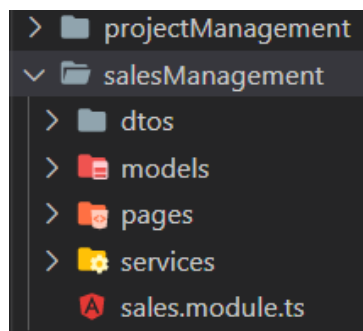 projectManagement
salesManagement
dtos
models
pages
services
sales.module.ts